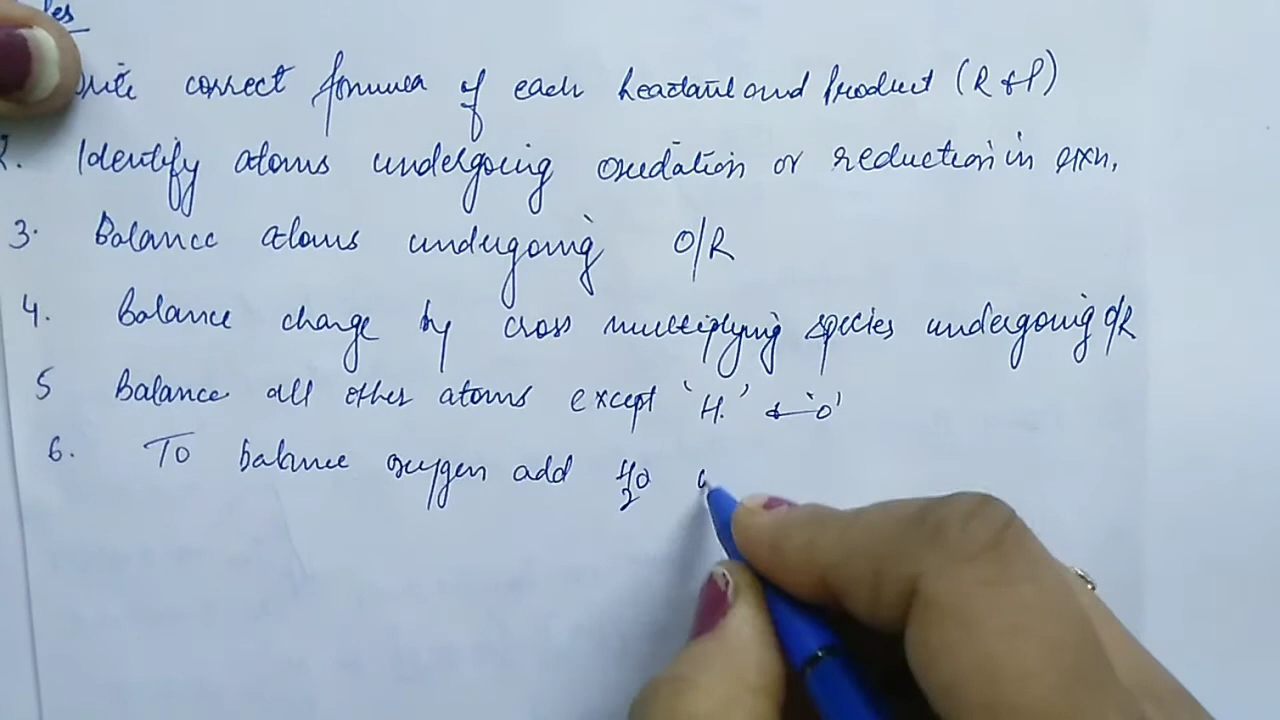 les
rite correct formula of each Reactant and Product (R & P)
2. Identify atoms undergoing oxidation or reduction in rxn.
3. Balance atoms undergoing O/R
4. Balance charge by cross multiplying species undergoing O/R
5 Balance all other atoms except 'H' & 'O'
6. To balance oxygen add H2O